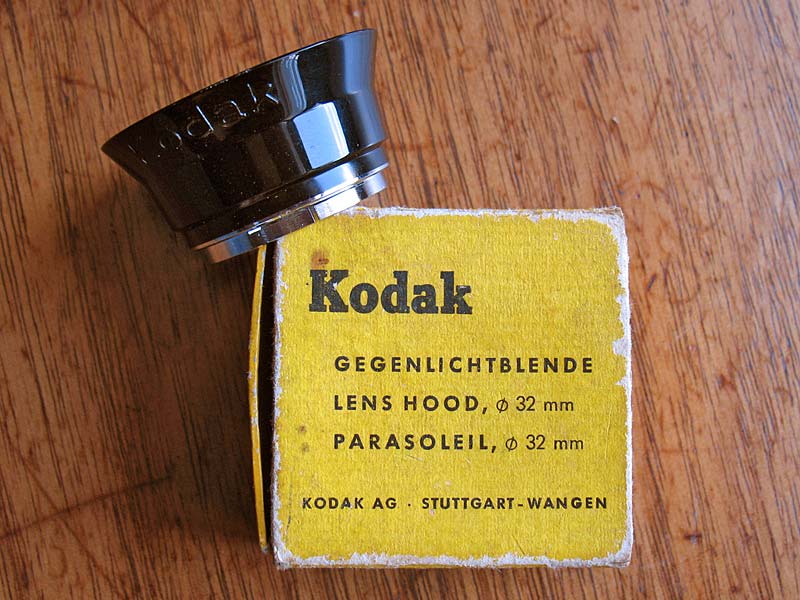 Kodak
Kodak
GEGENLICHTBLENDE
LENS HOOD, ϕ 32 mm
PARASOLEIL, ϕ 32 mm
KODAK AG · STUTTGART-WANGEN